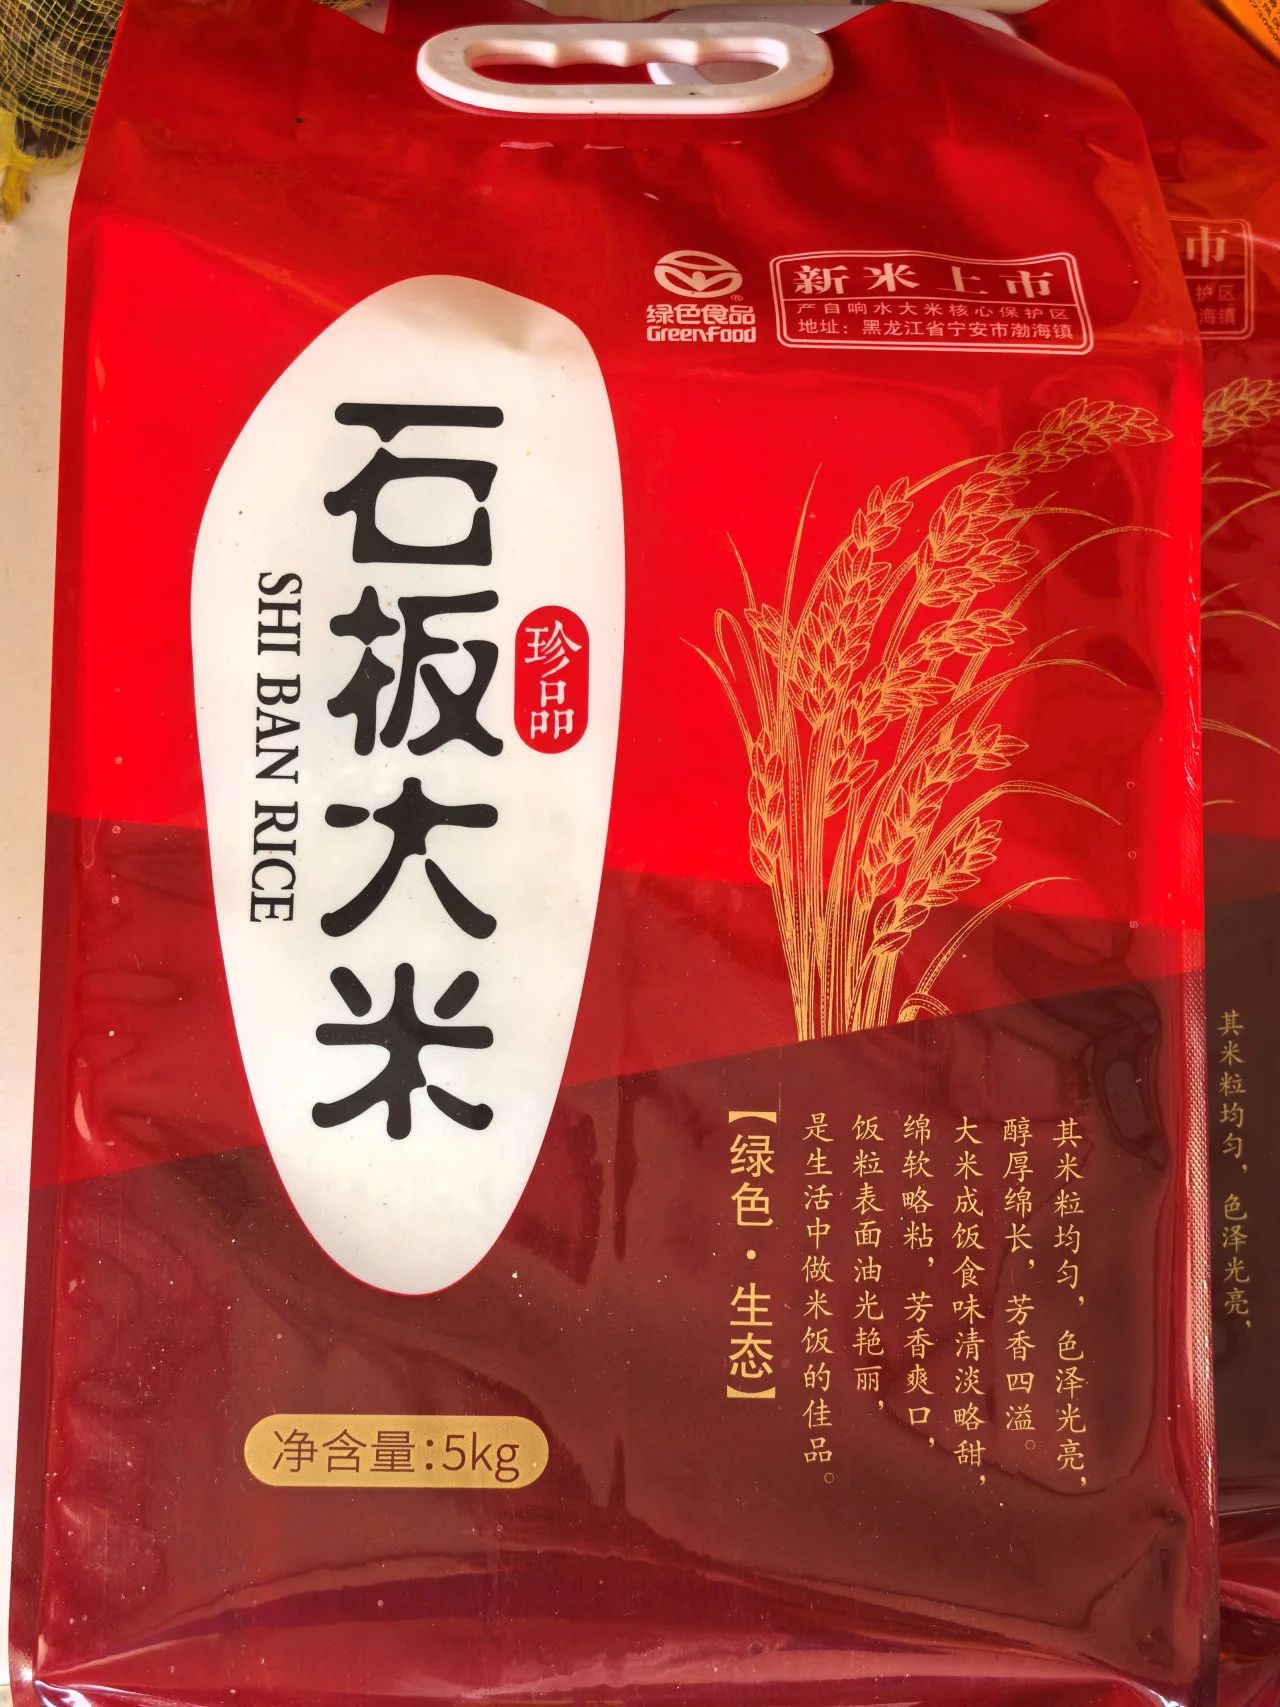 绿色食品
GreenFood
新米上市
产自响水大米核心保护区
地址：黑龙江省宁安市渤海镇
石板大米
珍品
SHI BAN RICE
其米粒均匀，色泽光亮，
醇厚绵长，芳香四溢。
大米成饭食味清淡略甜，
绵软略粘，芳香爽口，
饭粒表面油光艳丽，
是生活中做米饭的佳品。
【绿色·生态】
净含量：5kg
市
护区
海镇
其米粒均匀，色泽光亮，